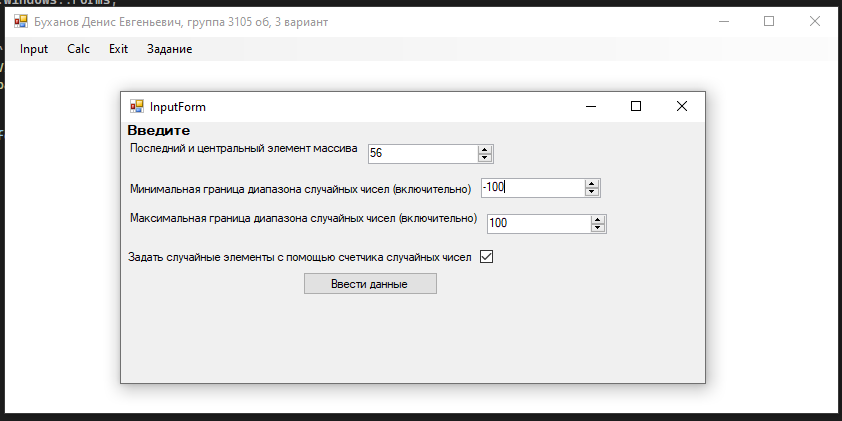 windows::Forms;
Буханов Денис Евгеньевич, группа 3105 об, 3 вариант
Input Calc Exit Задание
InputForm
Введите
Последний и центральный элемент массива 56
Минимальная граница диапазона случайных чисел (включительно) -100
Максимальная граница диапазона случайных чисел (включительно) 100
Задать случайные элементы с помощью счетчика случайных чисел
Ввести данные